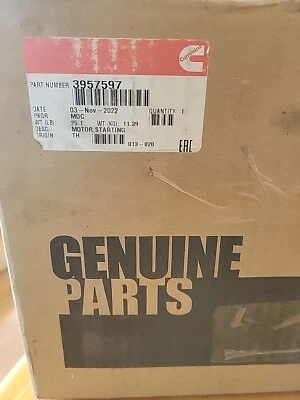 Cummins
PART NUMBER 3957597
DATE 03-Nov-2022 QUANTITY 1
PKGR MDC
WT(LB) 25.1 WT(KG) 11.39
DESC MOTOR,STARTING
ORIGIN TH
013-020
EAC
GENUINE
PARTS